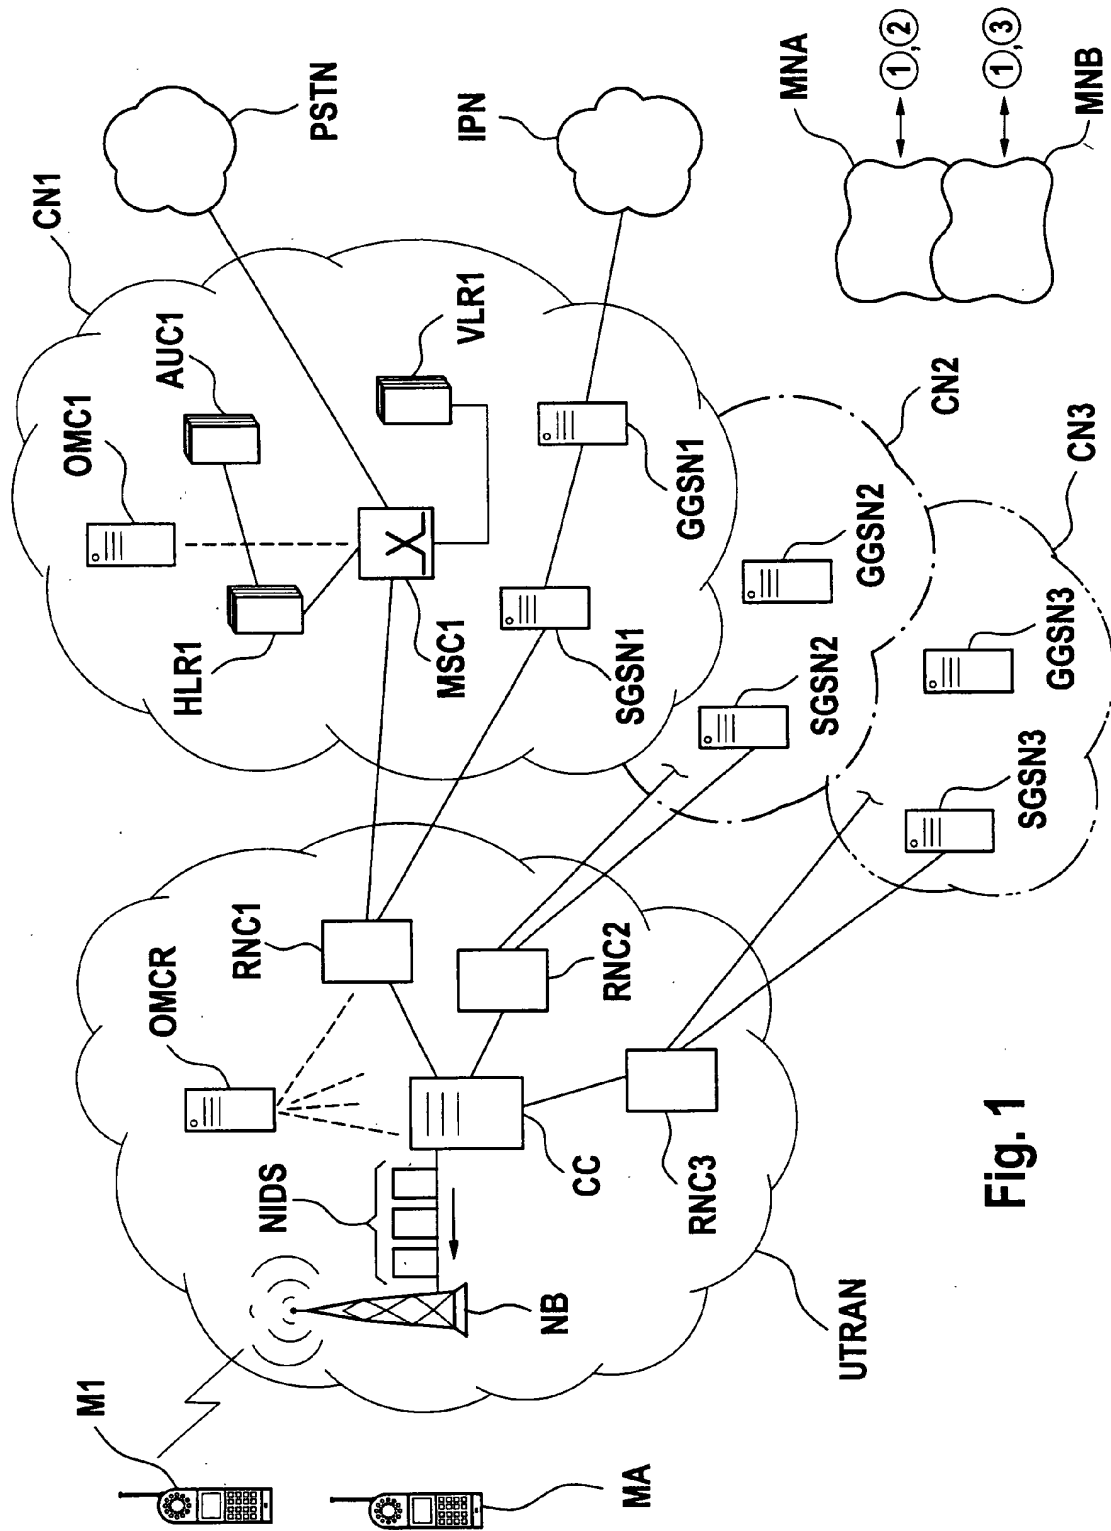 M1
MA
NIDS
NB
OMCR
CC
RNC1
RNC2
RNC3
UTRAN
HLR1
OMC1
AUC1
CN1
MSC1
VLR1
SGSN1
GGSN1
PSTN
IPN
SGSN2
GGSN2
CN2
SGSN3
GGSN3
CN3
MNA
1,2
1,3
MNB
Fig. 1